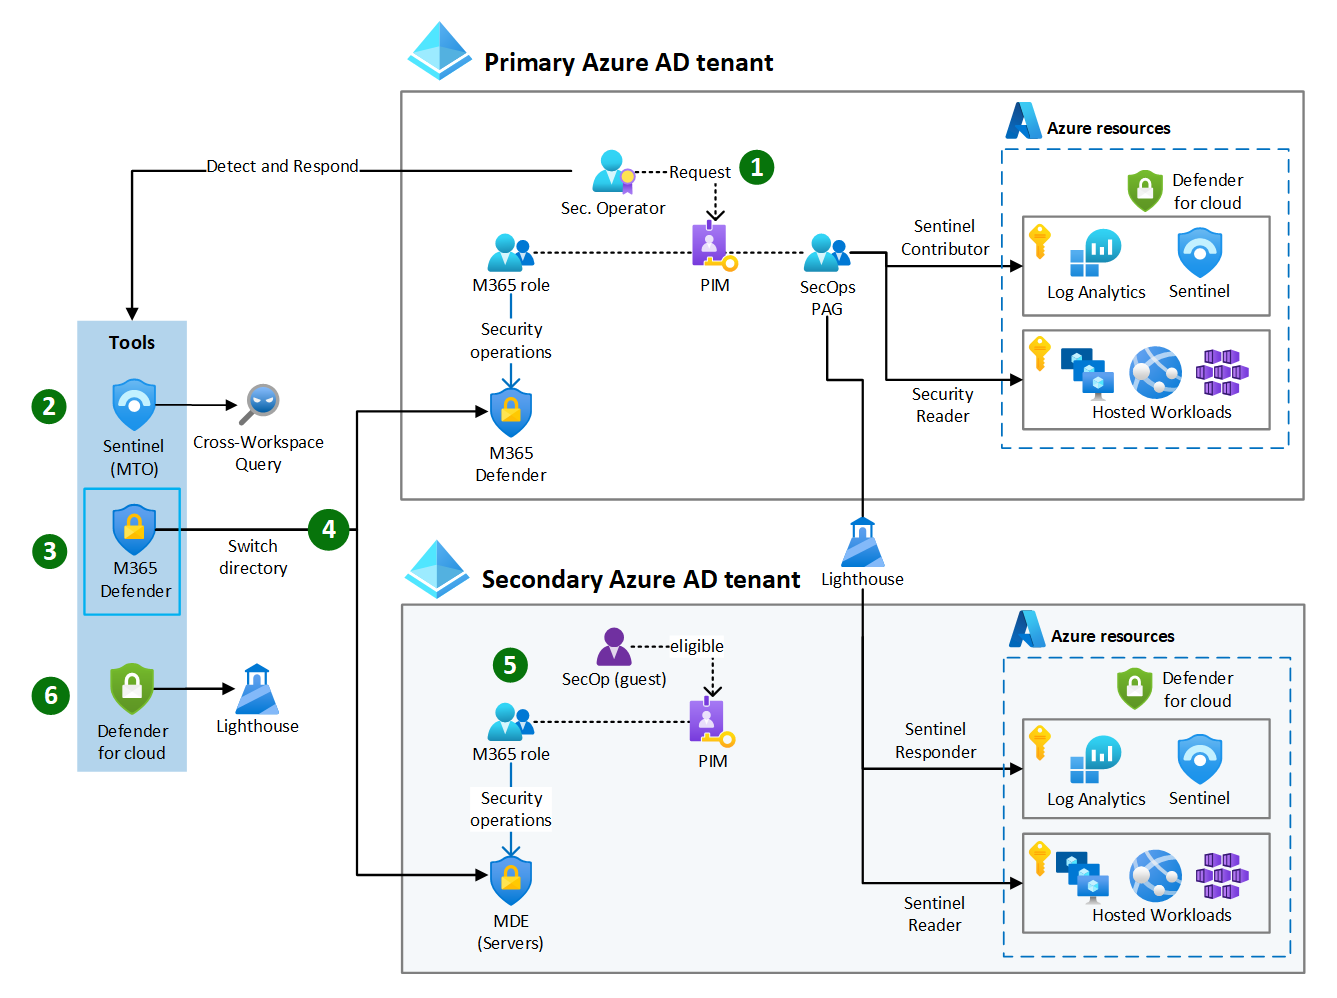 Primary Azure AD tenant
Azure resources
Detect and Respond
Request
1
Sec. Operator
Defender
for cloud
Sentinel
Contributor
M365 role
PIM
SecOps
PAG
Log Analytics
Sentinel
Security
operations
Tools
2
Sentinel
(MTO)
Cross-Workspace
Query
M365
Defender
Security
Reader
Hosted Workloads
3
M365
Defender
Switch
directory
4
Secondary Azure AD tenant
Lighthouse
Azure resources
5
eligible
SecOp (guest)
Defender
for cloud
6
Defender
for cloud
Lighthouse
M365 role
PIM
Sentinel
Responder
Log Analytics
Sentinel
Security
operations
MDE
(Servers)
Sentinel
Reader
Hosted Workloads